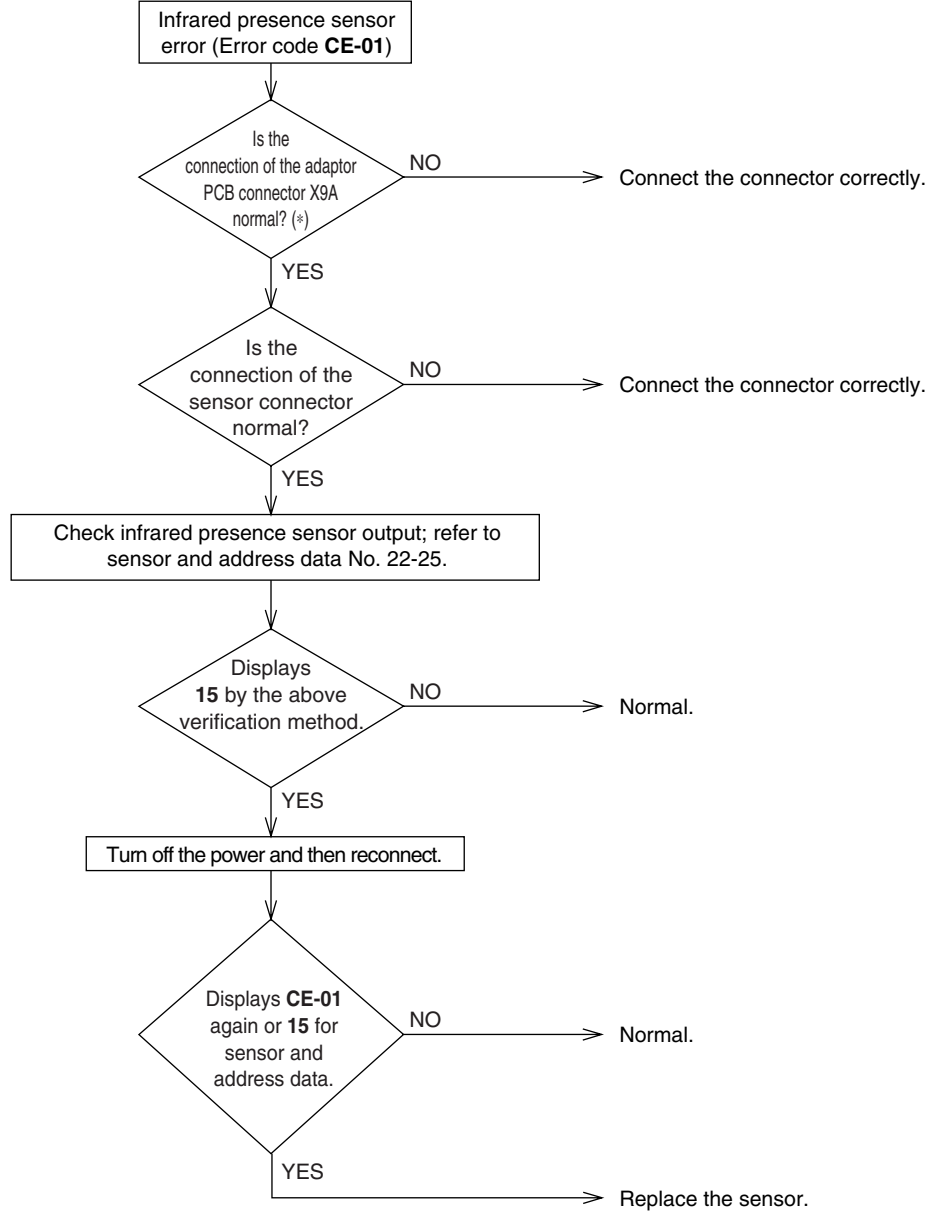 Infrared presence sensor
error (Error code CE-01)
Is the
connection of the adaptor
PCB connector X9A
normal? (*)
NO
Connect the connector correctly.
YES
Is the
connection of the
sensor connector
normal?
NO
Connect the connector correctly.
YES
Check infrared presence sensor output; refer to
sensor and address data No. 22-25.
Displays
15 by the above
verification method.
NO
Normal.
YES
Turn off the power and then reconnect.
Displays CE-01
again or 15 for
sensor and
address data.
NO
Normal.
YES
Replace the sensor.